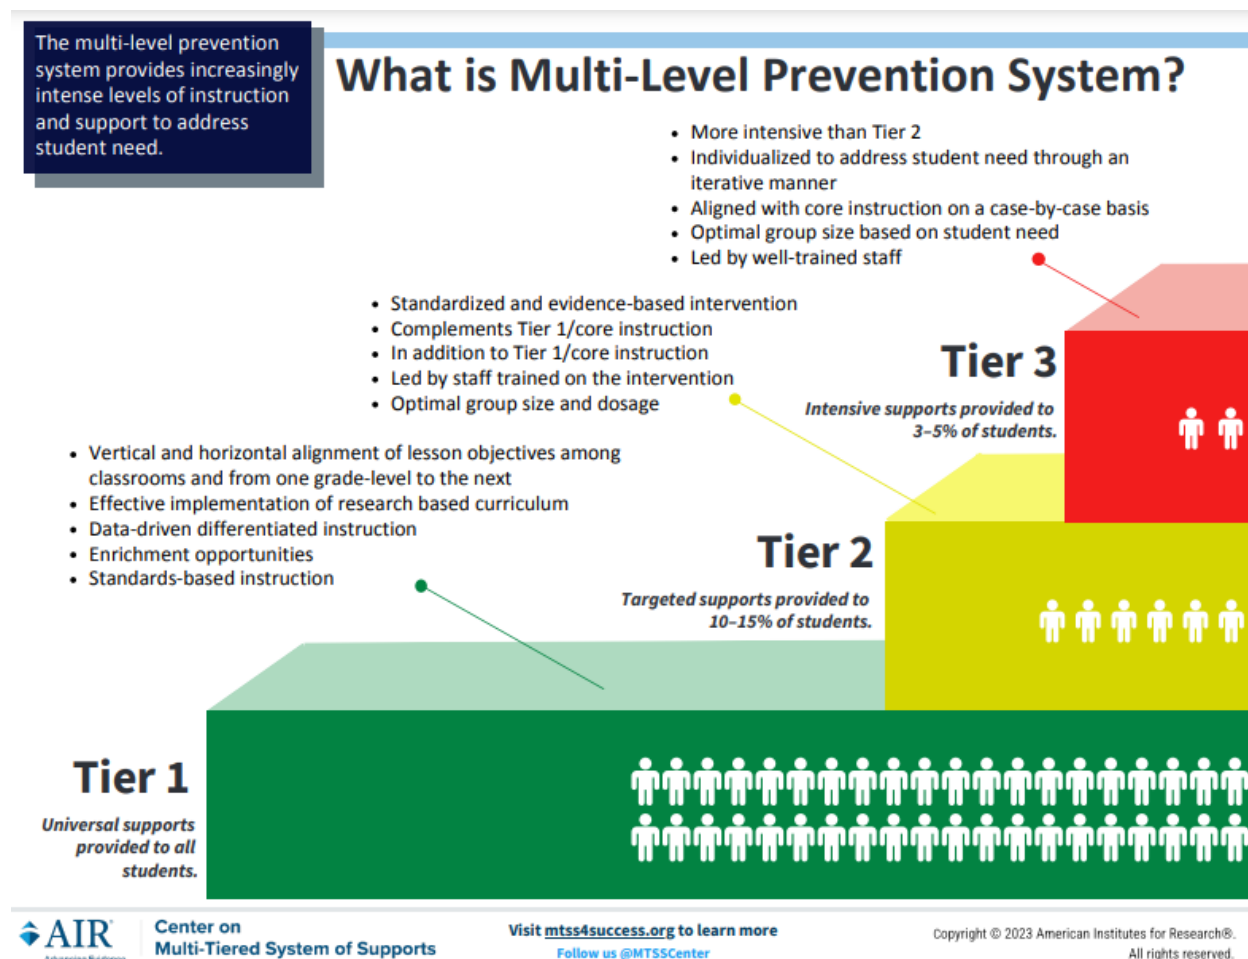 The multi-level prevention
system provides increasingly
intense levels of instruction
and support to address
student need.
What is Multi-Level Prevention System?
• More intensive than Tier 2
• Individualized to address student need through an
iterative manner
• Aligned with core instruction on a case-by-case basis
• Optimal group size based on student need
• Led by well-trained staff
• Standardized and evidence-based intervention
• Complements Tier 1/core instruction
• In addition to Tier 1/core instruction
• Led by staff trained on the intervention
• Optimal group size and dosage
Tier 3
Intensive supports provided to
3–5% of students.
• Vertical and horizontal alignment of lesson objectives among
classrooms and from one grade-level to the next
• Effective implementation of research based curriculum
• Data-driven differentiated instruction
• Enrichment opportunities
• Standards-based instruction
Tier 2
Targeted supports provided to
10–15% of students.
Tier 1
Universal supports
provided to all
students.
AIR®
Advancing Evidence
Center on
Multi-Tiered System of Supports
Visit mtss4success.org to learn more
Follow us @MTSSCenter
Copyright © 2023 American Institutes for Research®.
All rights reserved.